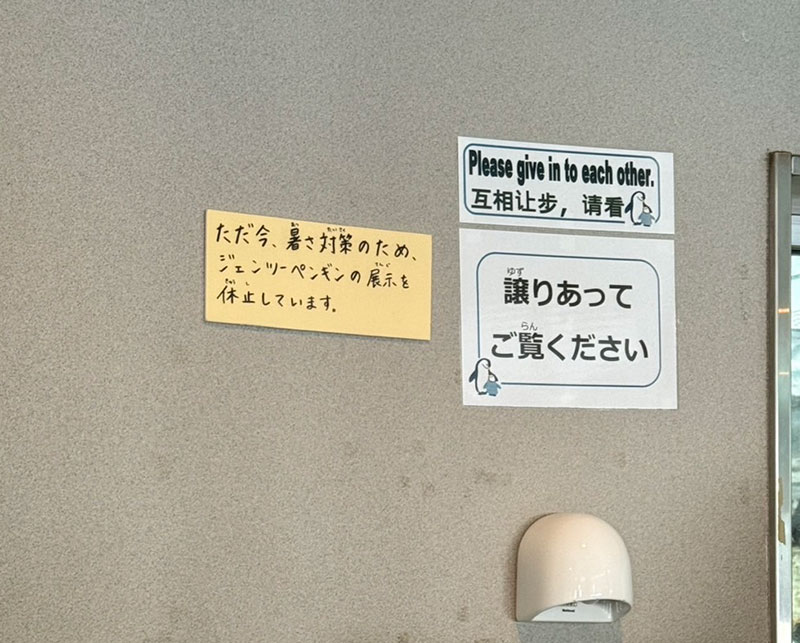 ただ今、暑さ対策のため、
ジェンツーペンギンの展示を
休止しています。
Please give in to each other.
互相让步，请看
譲りあって
ご覧ください